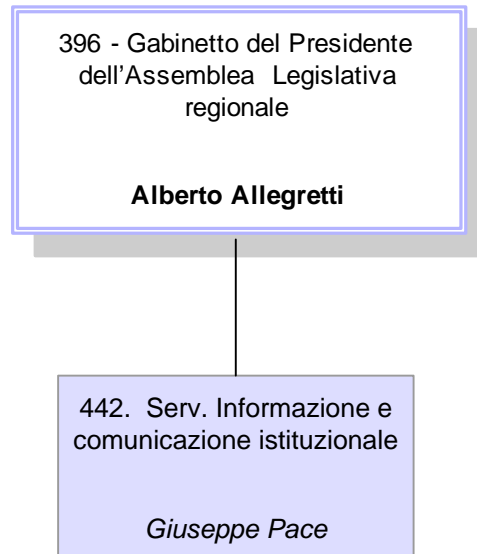 396 - Gabinetto del Presidente
dell’Assemblea Legislativa
regionale
Alberto Allegretti
442. Serv. Informazione e
comunicazione istituzionale
Giuseppe Pace